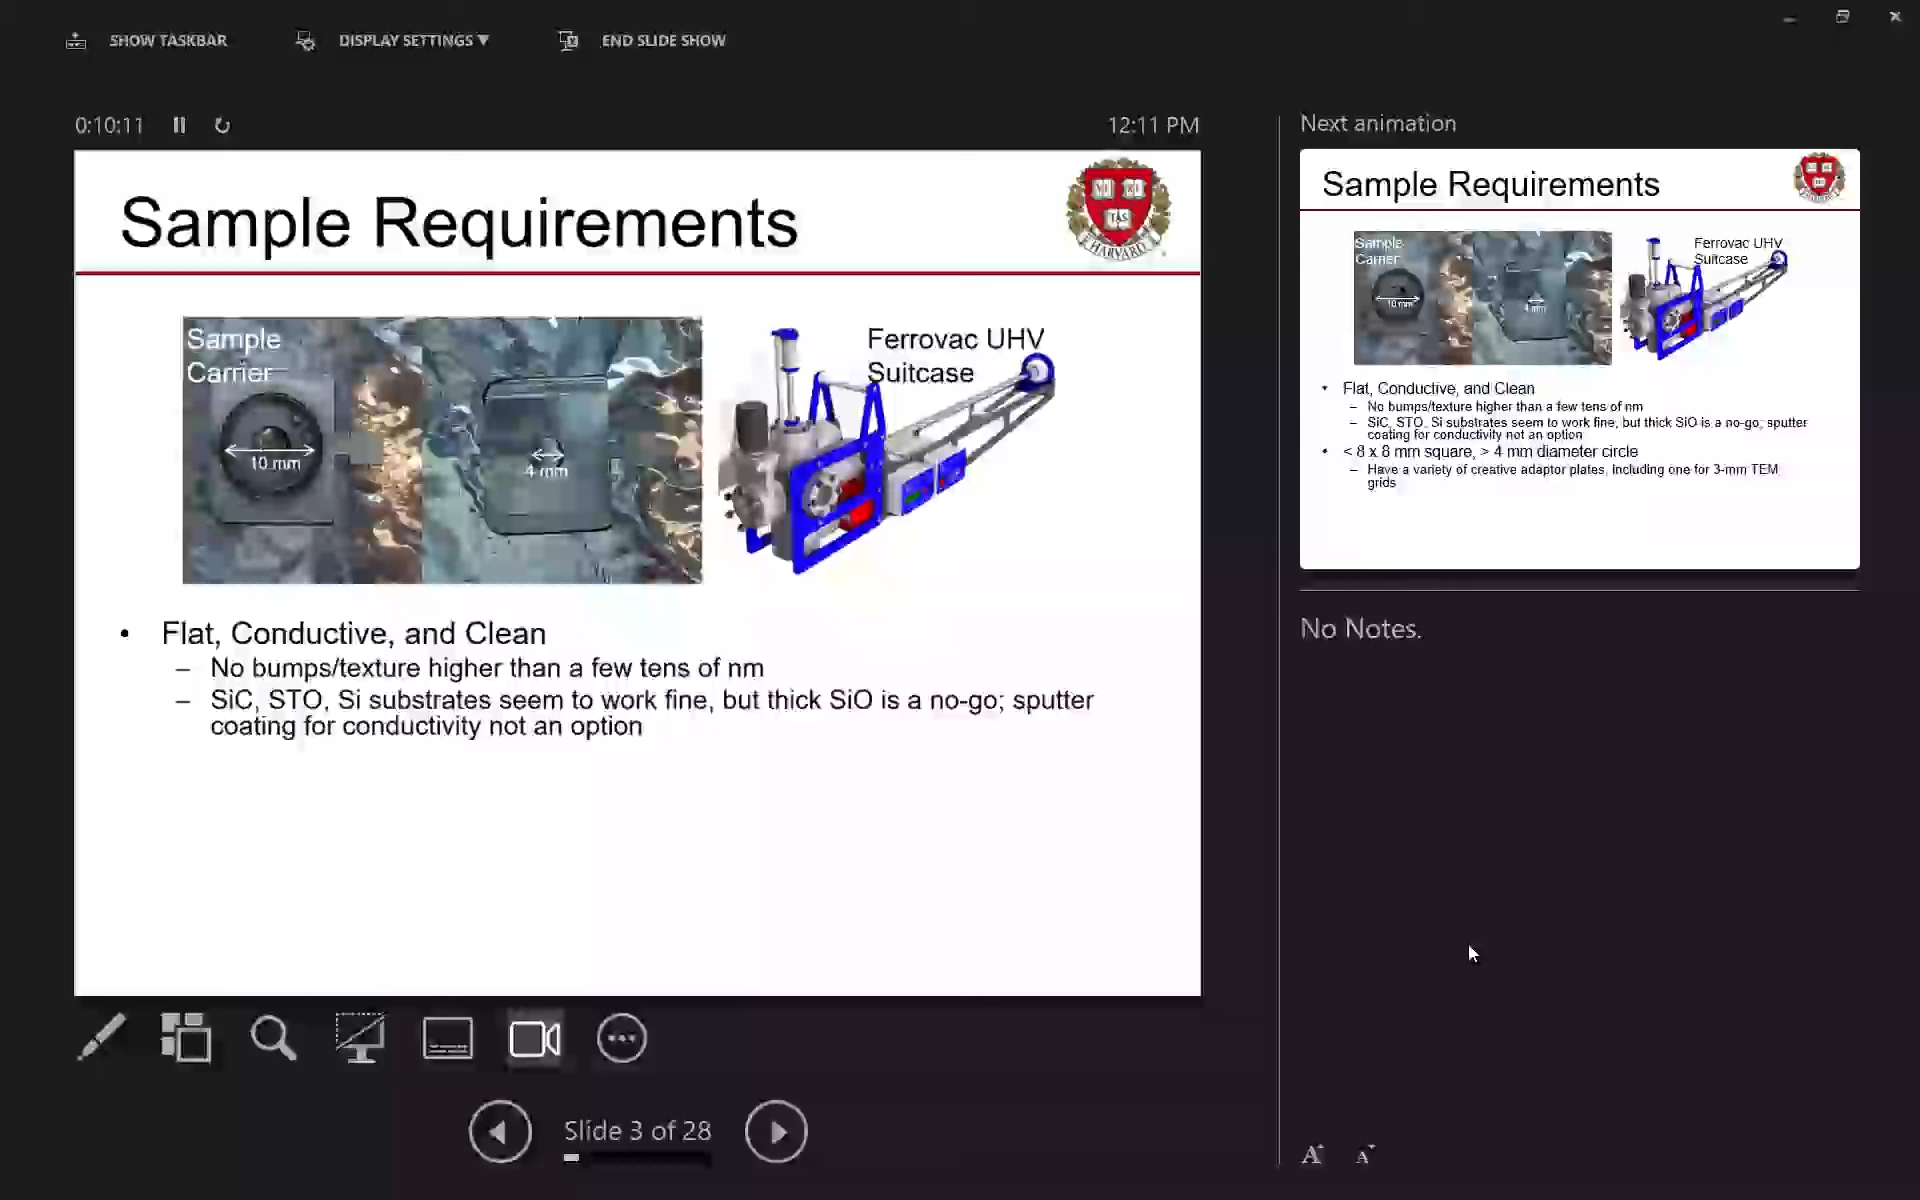 SHOW TASKBAR
DISPLAY SETTINGS ▼
END SLIDE SHOW
0:10:11
12:11 PM
Sample Requirements
VE RI
TAS
HARVARD
Sample
Carrier
10 mm
4 mm
Ferrovac UHV
Suitcase
• Flat, Conductive, and Clean
– No bumps/texture higher than a few tens of nm
– SiC, STO, Si substrates seem to work fine, but thick SiO is a no-go; sputter
coating for conductivity not an option
Slide 3 of 28
Next animation
Sample Requirements
Sample
Carrier
10 mm
4 mm
Ferrovac UHV
Suitcase
• Flat, Conductive, and Clean
– No bumps/texture higher than a few tens of nm
– SiC, STO, Si substrates seem to work fine, but thick SiO is a no-go; sputter
coating for conductivity not an option
• < 8 x 8 mm square, > 4 mm diameter circle
– Have a variety of creative adaptor plates, including one for 3-mm TEM
grids
No Notes.
A A